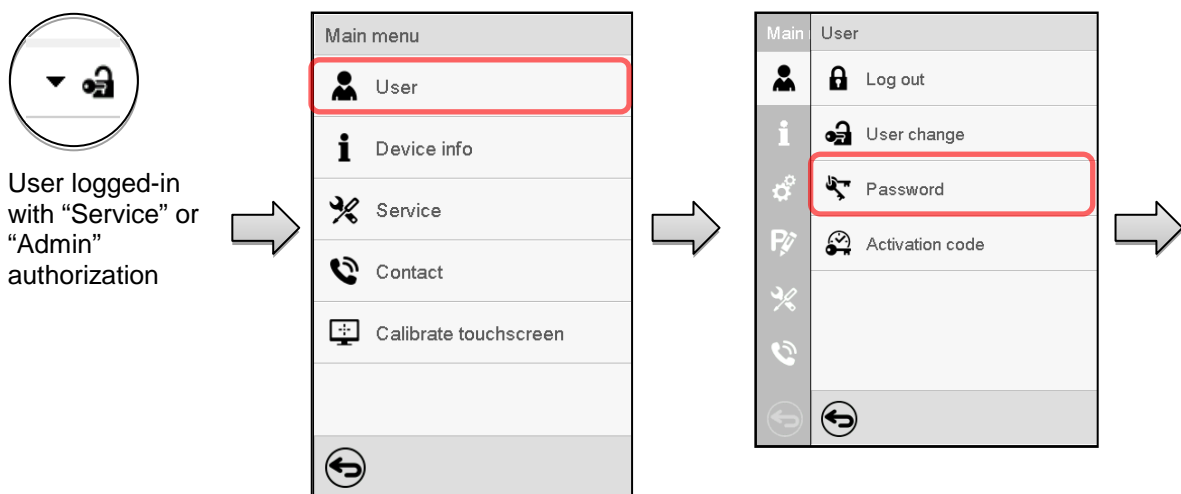 User logged-in
with “Service” or
“Admin”
authorization
Main menu
User
Device info
Service
Contact
Calibrate touchscreen
Main
User
Log out
User change
Password
Activation code